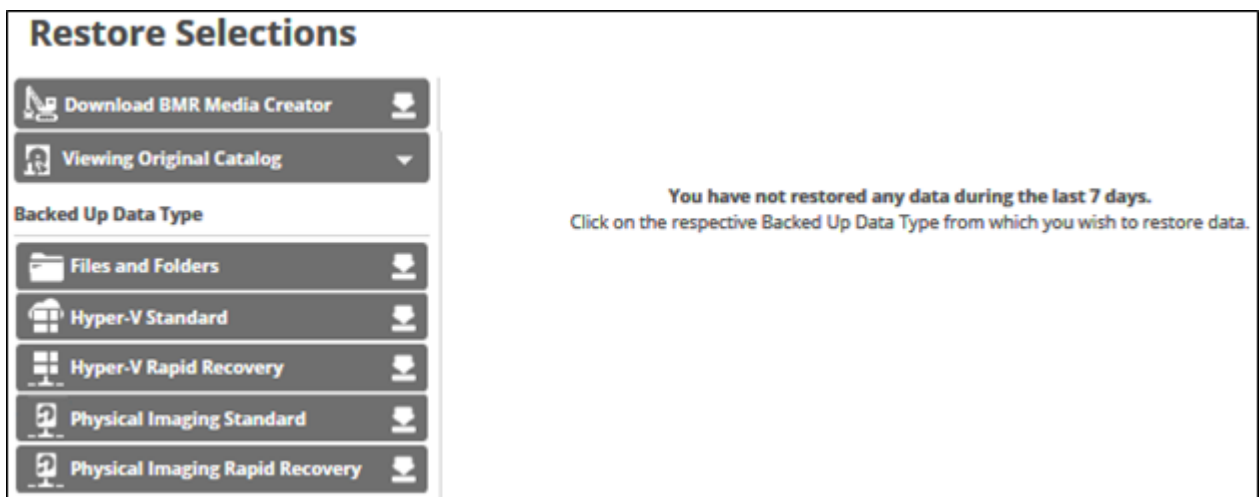 Restore Selections
Download BMR Media Creator
Viewing Original Catalog
Backed Up Data Type
Files and Folders
Hyper-V Standard
Hyper-V Rapid Recovery
Physical Imaging Standard
Physical Imaging Rapid Recovery
You have not restored any data during the last 7 days.
Click on the respective Backed Up Data Type from which you wish to restore data.